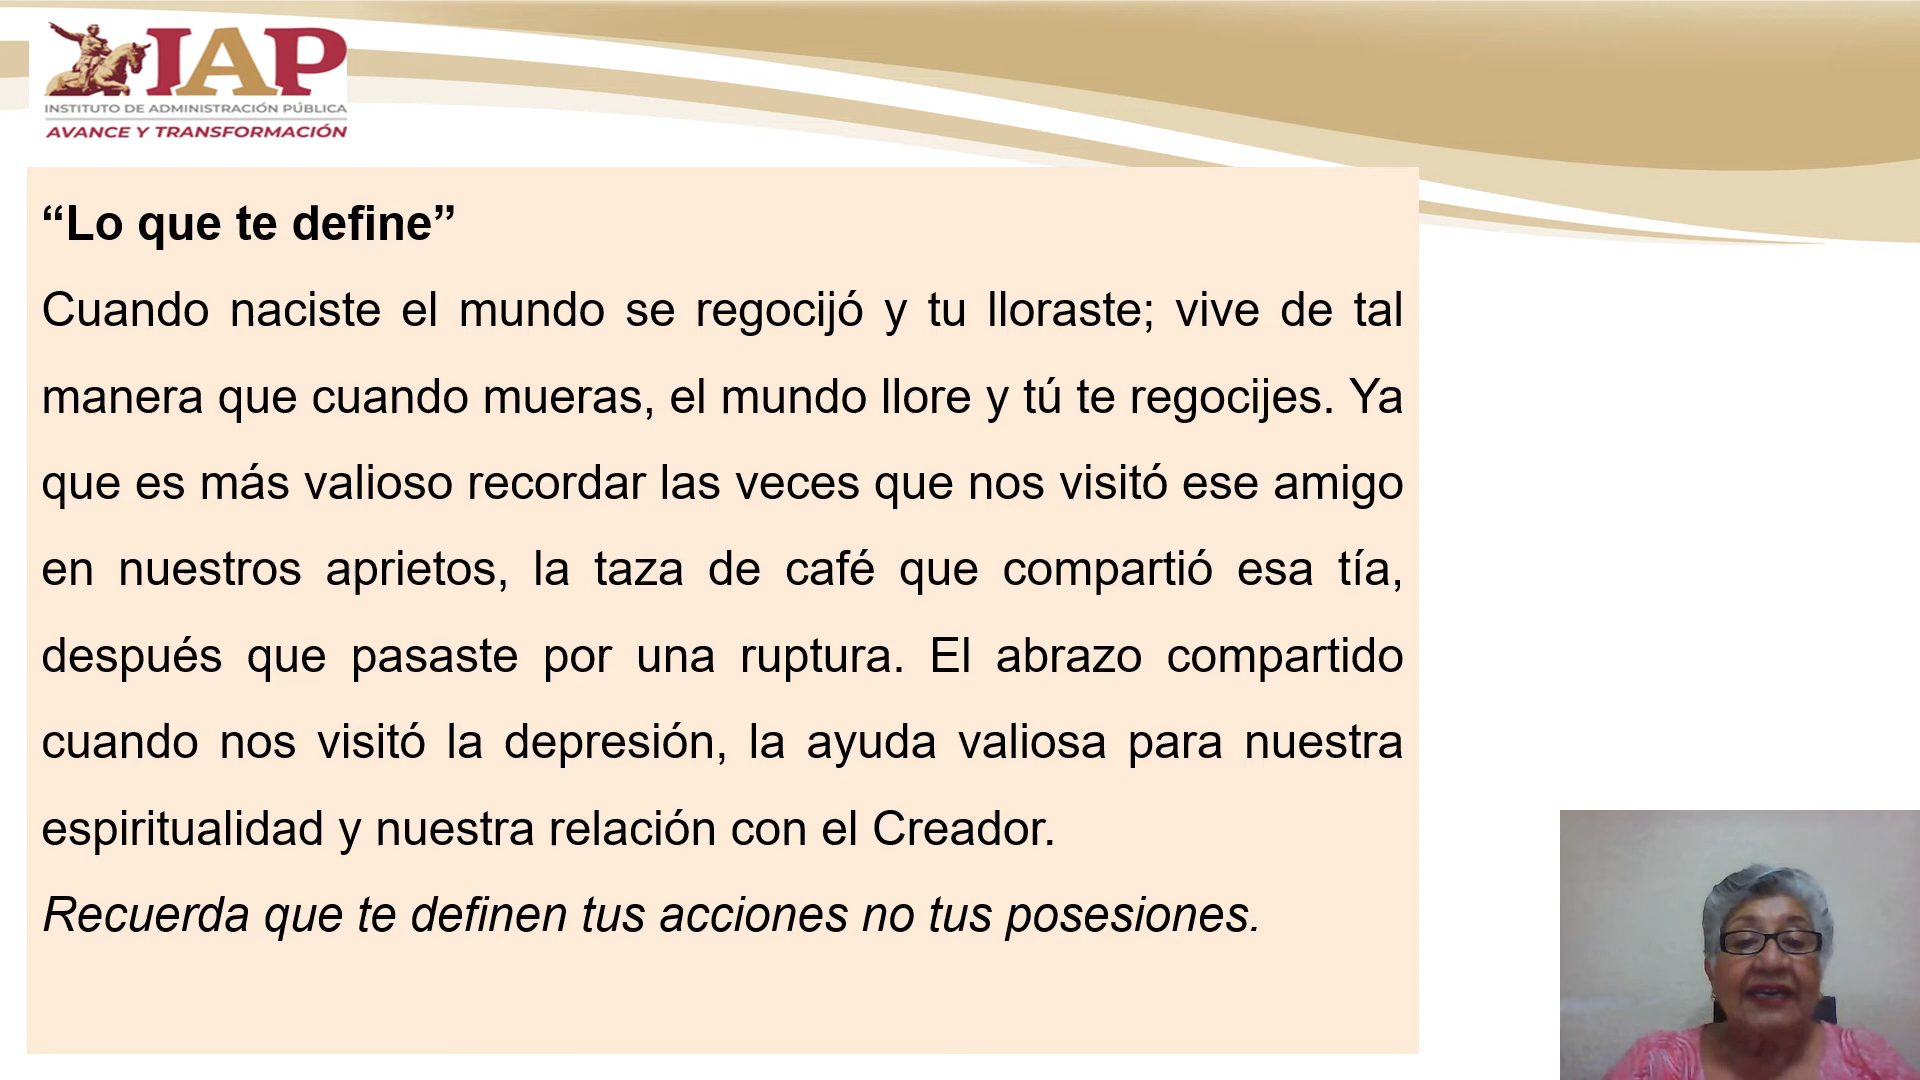 IAP
INSTITUTO DE ADMINISTRACIÓN PÚBLICA
AVANCE Y TRANSFORMACIÓN
“Lo que te define”
Cuando naciste el mundo se regocijó y tu lloraste; vive de tal
manera que cuando mueras, el mundo llore y tú te regocijes. Ya
que es más valioso recordar las veces que nos visitó ese amigo
en nuestros aprietos, la taza de café que compartió esa tía,
después que pasaste por una ruptura. El abrazo compartido
cuando nos visitó la depresión, la ayuda valiosa para nuestra
espiritualidad y nuestra relación con el Creador.
Recuerda que te definen tus acciones no tus posesiones.